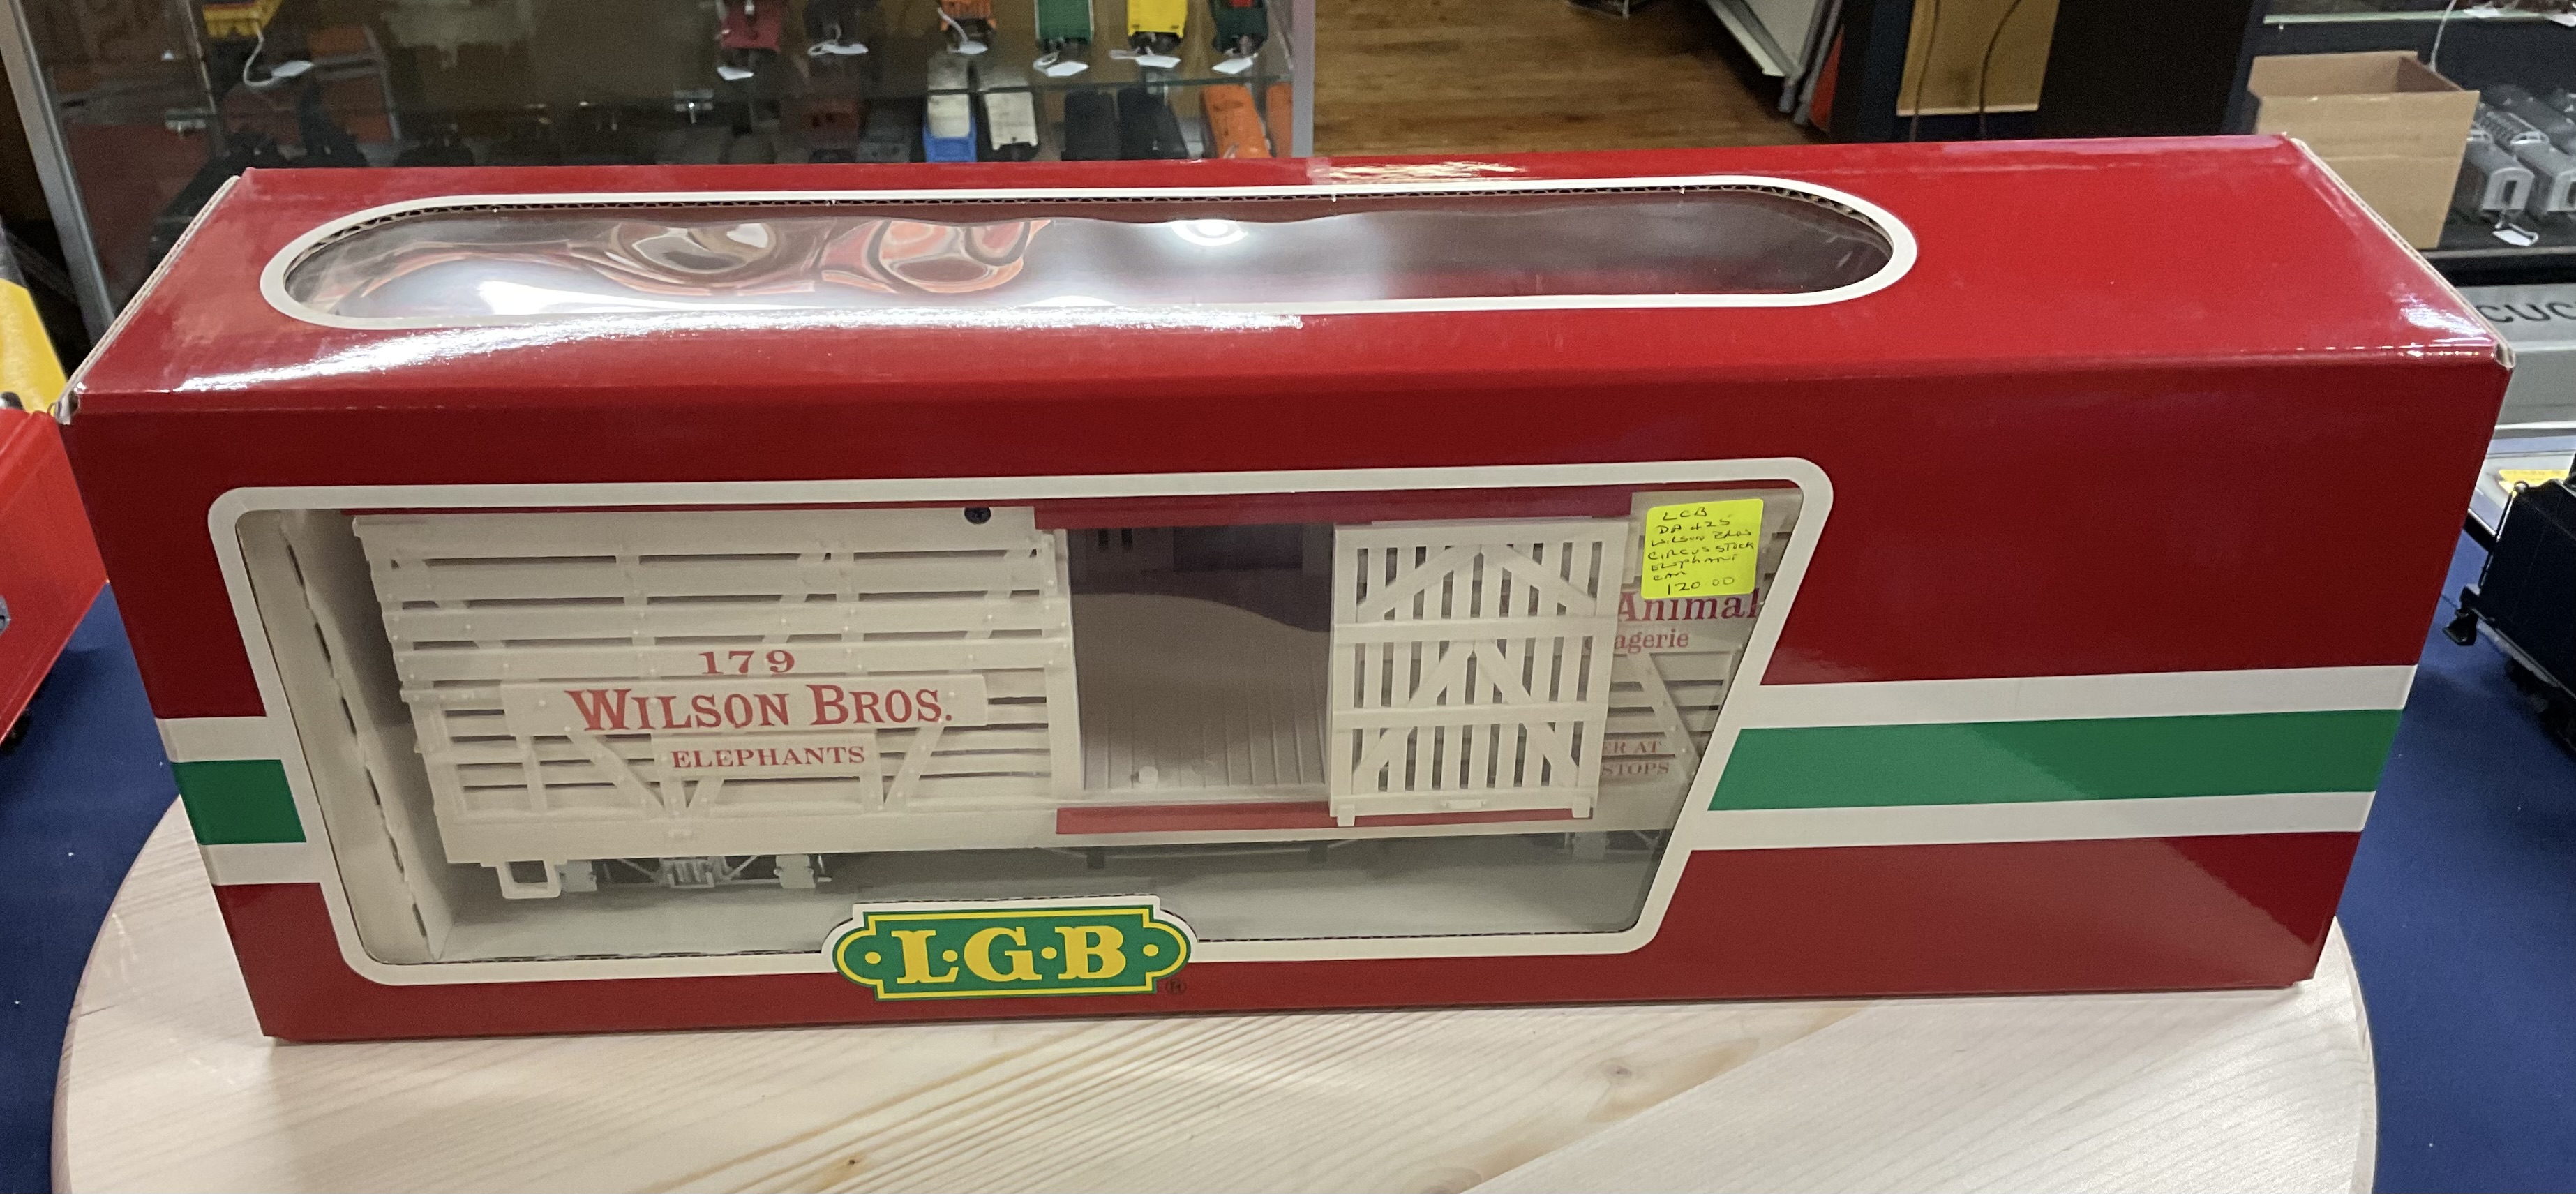 LGB
DA 425
WILSON BROS
CIRCUS STOCK
ELEPHANT
CAR
120 00
Animal
agerie
179
WILSON BROS.
ELEPHANTS
ER AT
STOPS
L·G·B
®